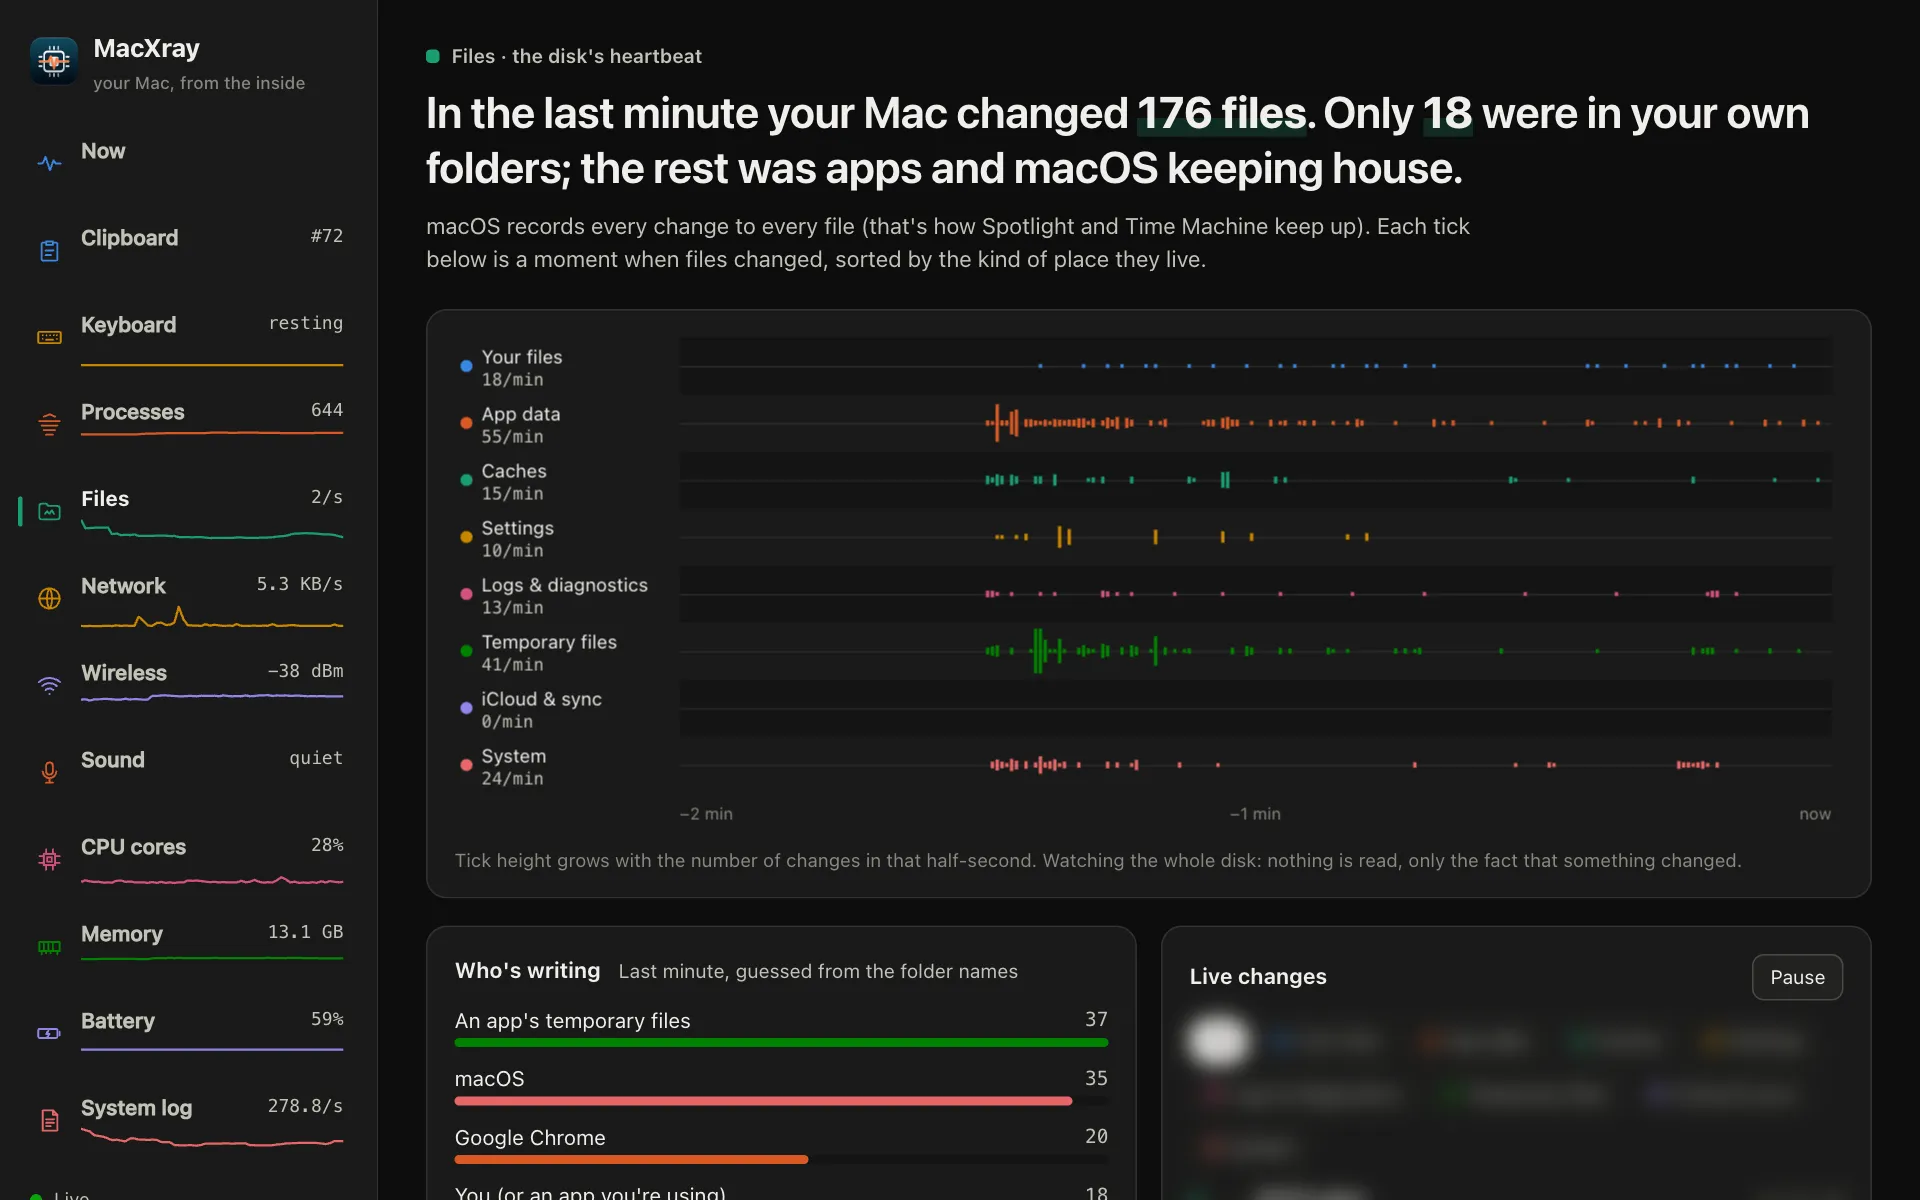 MacXray
your Mac, from the inside
Now
Clipboard #72
Keyboard resting
Processes 644
Files 2/s
Network 5.3 KB/s
Wireless −38 dBm
Sound quiet
CPU cores 28%
Memory 13.1 GB
Battery 59%
System log 278.8/s
Live
Files · the disk's heartbeat
In the last minute your Mac changed 176 files. Only 18 were in your own
folders; the rest was apps and macOS keeping house.
macOS records every change to every file (that's how Spotlight and Time Machine keep up). Each tick
below is a moment when files changed, sorted by the kind of place they live.
Your files
18/min
App data
55/min
Caches
15/min
Settings
10/min
Logs & diagnostics
13/min
Temporary files
41/min
iCloud & sync
0/min
System
24/min
−2 min −1 min now
Tick height grows with the number of changes in that half-second. Watching the whole disk: nothing is read, only the fact that something changed.
Who's writing Last minute, guessed from the folder names
An app's temporary files 37
macOS 35
Google Chrome 20
You (or an app you're using) 18
Live changes
Pause